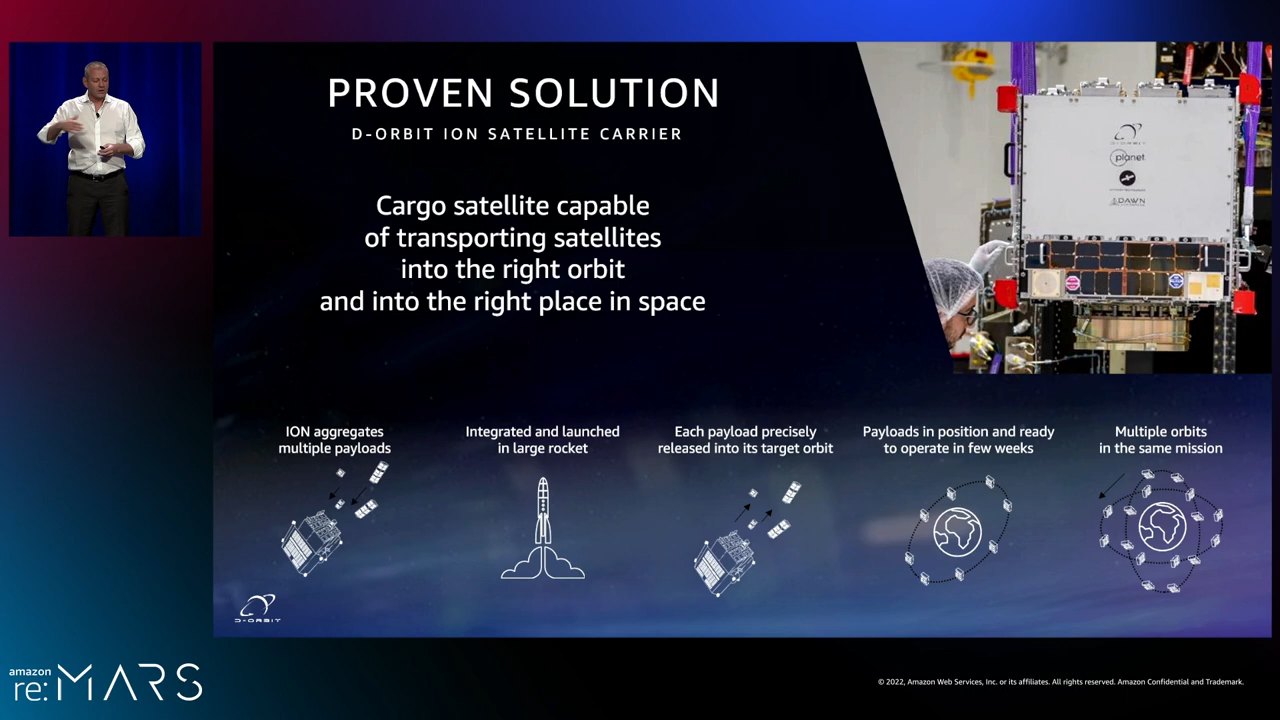 PROVEN SOLUTION
D-ORBIT ION SATELLITE CARRIER
Cargo satellite capable
of transporting satellites
into the right orbit
and into the right place in space
planet
DAWN
ION aggregates
multiple payloads
Integrated and launched
in large rocket
Each payload precisely
released into its target orbit
Payloads in position and ready
to operate in few weeks
Multiple orbits
in the same mission
D-ORBIT
amazon
re:MARS
© 2022, Amazon Web Services, Inc. or its affiliates. All rights reserved. Amazon Confidential and Trademark.